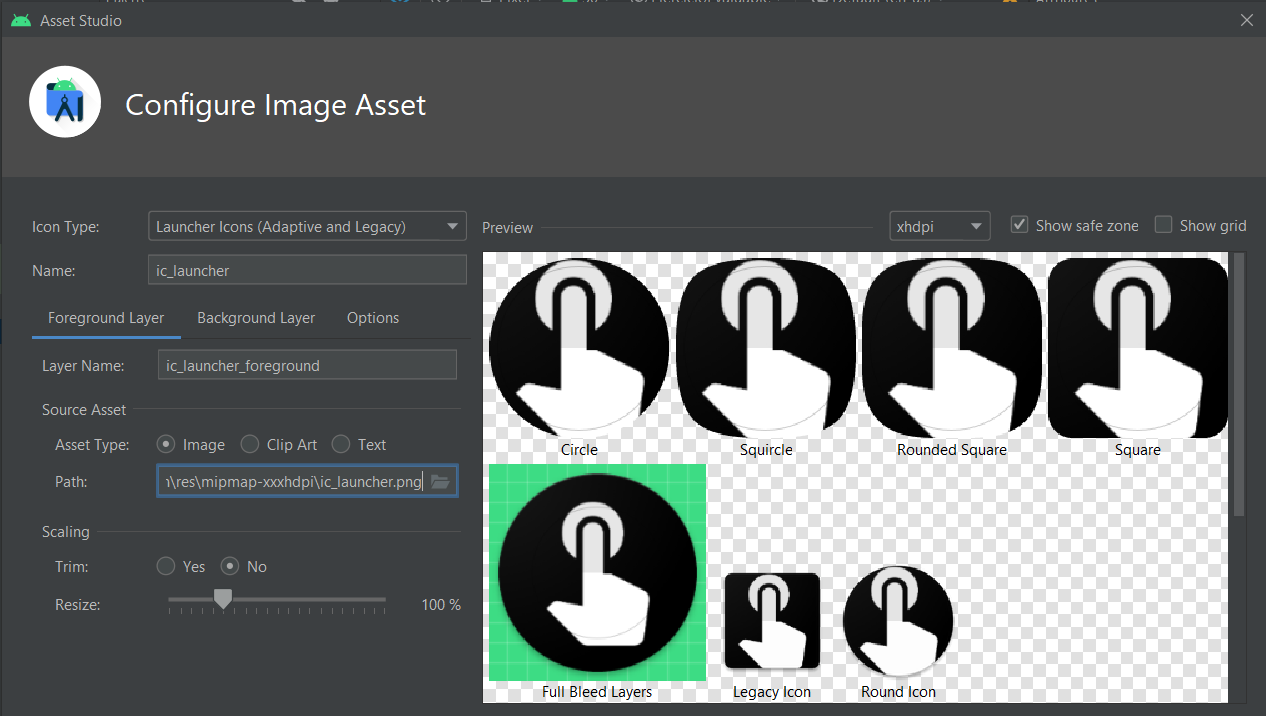 Asset Studio
Configure Image Asset
Icon Type:
Launcher Icons (Adaptive and Legacy)
Name:
ic_launcher
Foreground Layer
Background Layer
Options
Layer Name:
ic_launcher_foreground
Source Asset
Asset Type:
Image
Clip Art
Text
Path:
\res\mipmap-xxxhdpi\ic_launcher.png
Scaling
Trim:
Yes
No
Resize:
100 %
Preview
xhdpi
Show safe zone
Show grid
Circle
Squircle
Rounded Square
Square
Full Bleed Layers
Legacy Icon
Round Icon